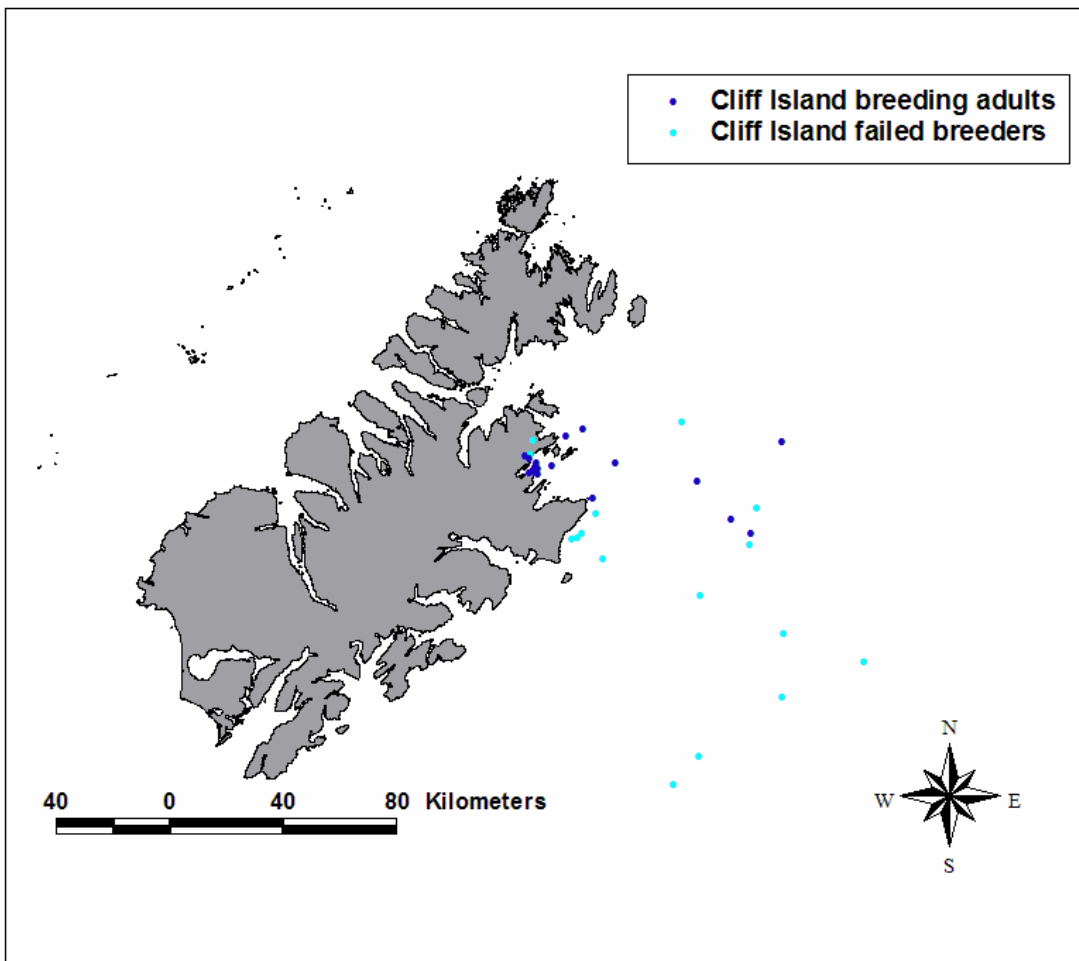 Cliff Island breeding adults
Cliff Island failed breeders
N
W E
S
40 0 40 80 Kilometers